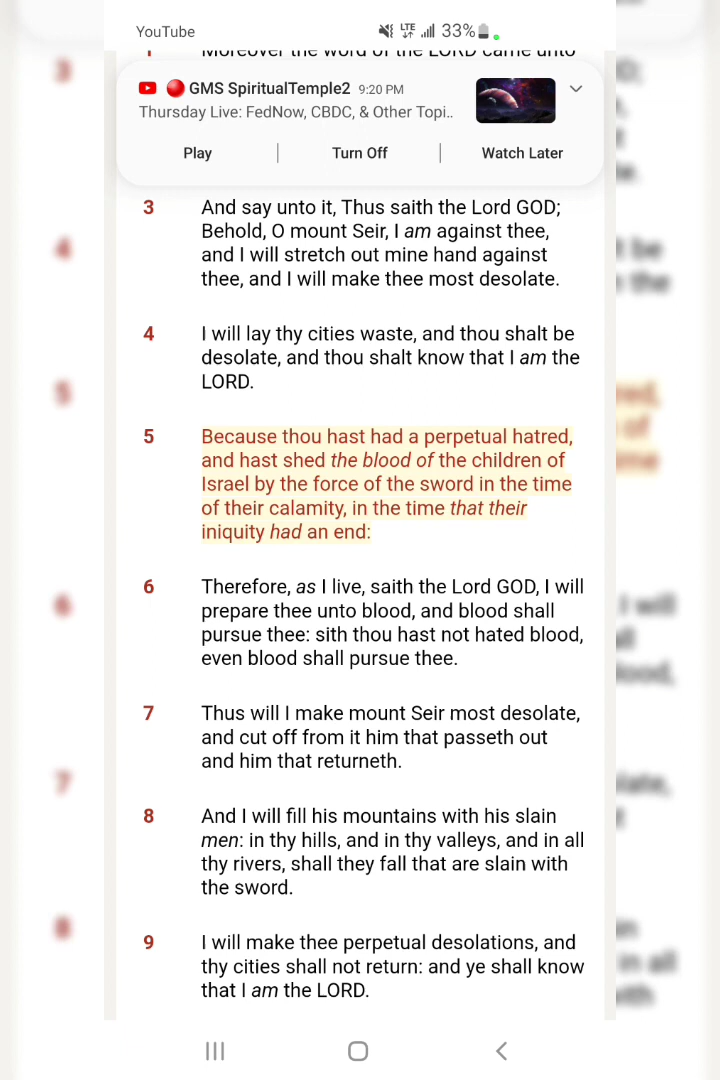 YouTube LTE 33%
1 Moreover the word of the LORD came unto
GMS SpiritualTemple2 9:20 PM
Thursday Live: FedNow, CBDC, & Other Topi..
Play | Turn Off | Watch Later
3 And say unto it, Thus saith the Lord GOD;
Behold, O mount Seir, I am against thee,
and I will stretch out mine hand against
thee, and I will make thee most desolate.
4 I will lay thy cities waste, and thou shalt be
desolate, and thou shalt know that I am the
LORD.
5 Because thou hast had a perpetual hatred,
and hast shed the blood of the children of
Israel by the force of the sword in the time
of their calamity, in the time that their
iniquity had an end:
6 Therefore, as I live, saith the Lord GOD, I will
prepare thee unto blood, and blood shall
pursue thee: sith thou hast not hated blood,
even blood shall pursue thee.
7 Thus will I make mount Seir most desolate,
and cut off from it him that passeth out
and him that returneth.
8 And I will fill his mountains with his slain
men: in thy hills, and in thy valleys, and in all
thy rivers, shall they fall that are slain with
the sword.
9 I will make thee perpetual desolations, and
thy cities shall not return: and ye shall know
that I am the LORD.